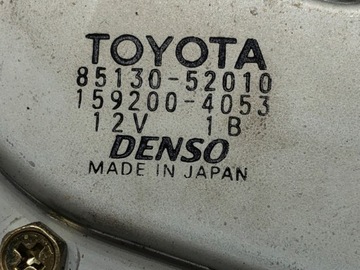 TOYOTA
85130-52010
159200-4053
12V 1B
DENSO
MADE IN JAPAN